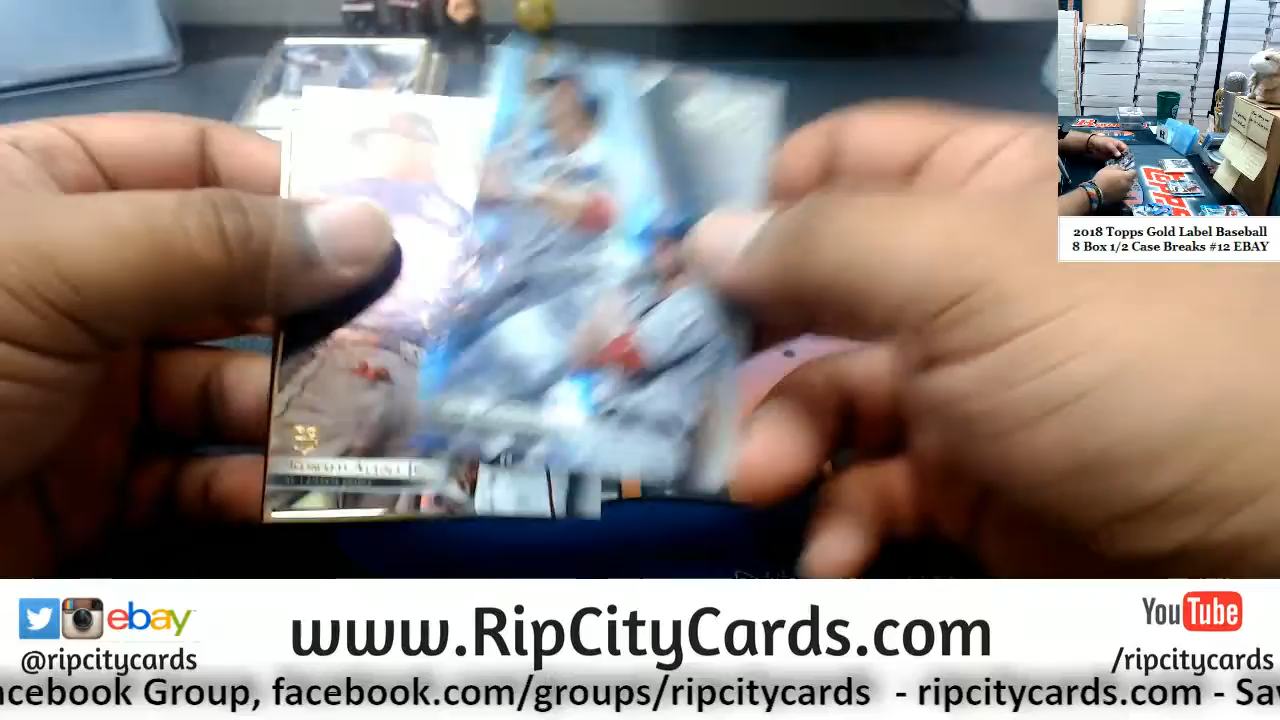 2018 Topps Gold Label Baseball
8 Box 1/2 Case Breaks #12 EBAY
ebay
@ripcitycards
www.RipCityCards.com
YouTube
/ripcitycards
acebook Group, facebook.com/groups/ripcitycards - ripcitycards.com - Sav